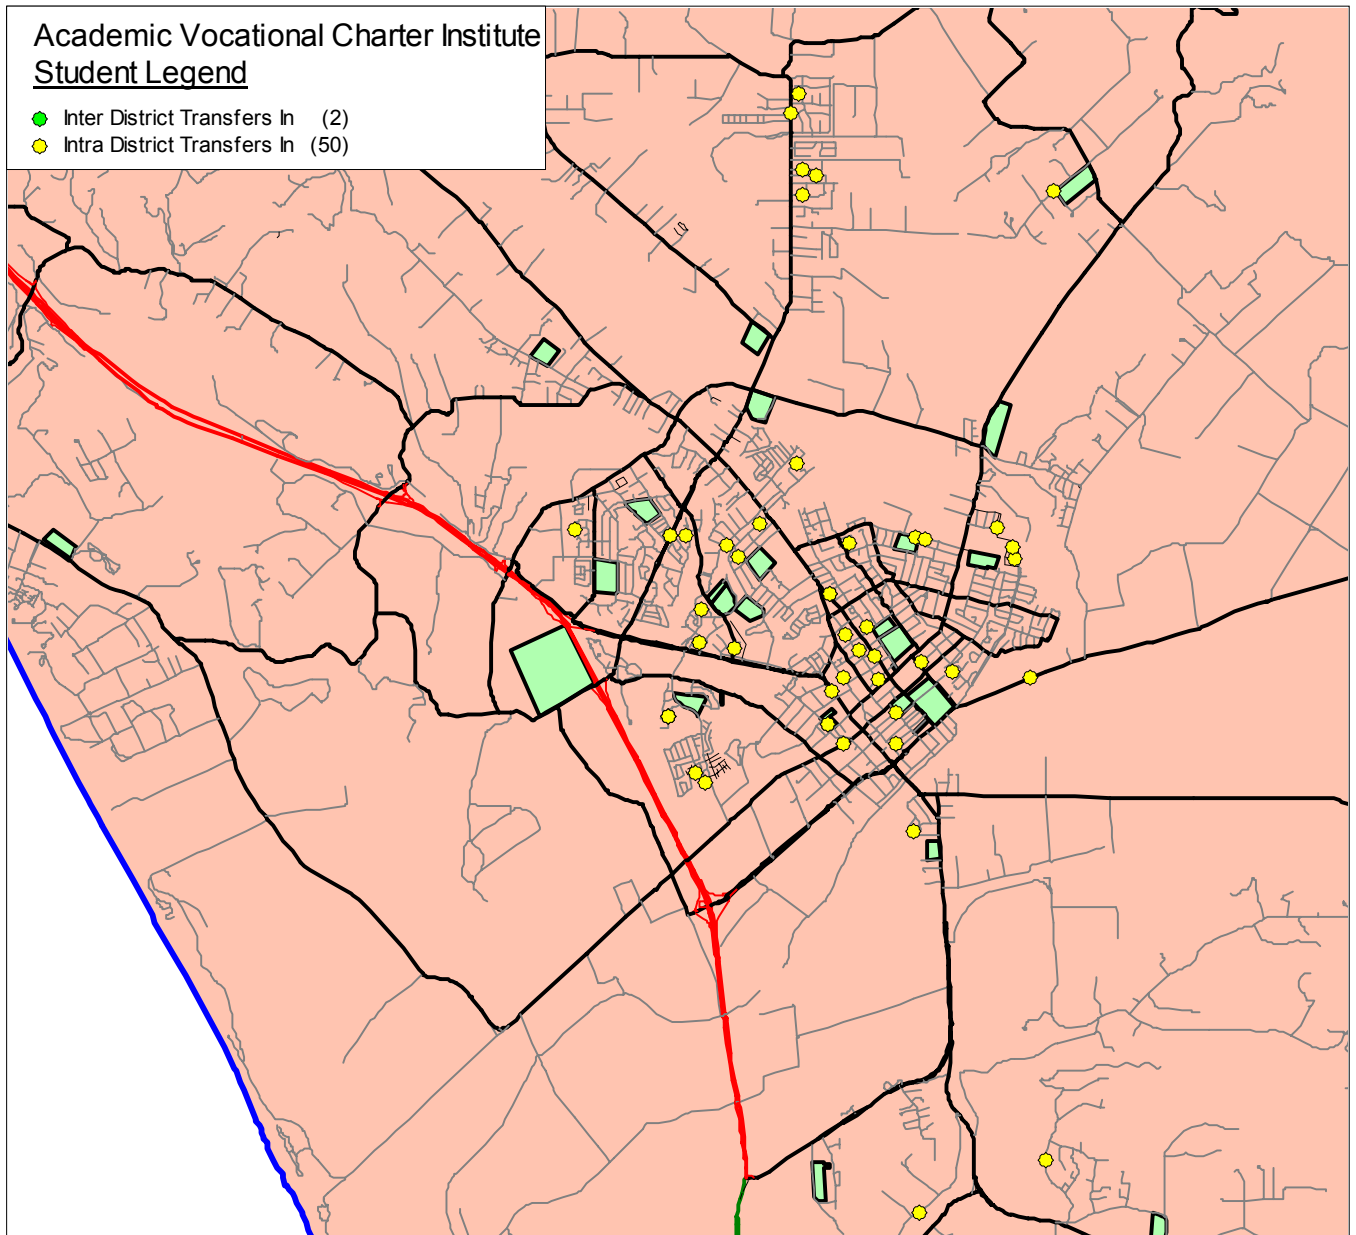 Academic Vocational Charter Institute
Student Legend
Inter District Transfers In (2)
Intra District Transfers In (50)